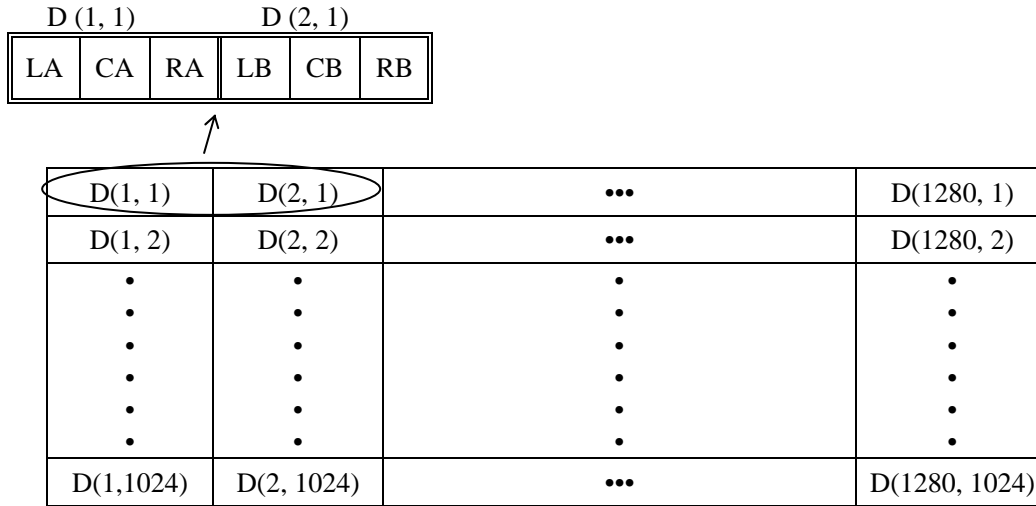 D (1, 1) D (2, 1)
LA CA RA LB CB RB
D(1, 1) D(2, 1) ••• D(1280, 1)
D(1, 2) D(2, 2) ••• D(1280, 2)
• • • •
• • • •
• • • •
• • • •
• • • •
• • • •
D(1,1024) D(2, 1024) ••• D(1280, 1024)